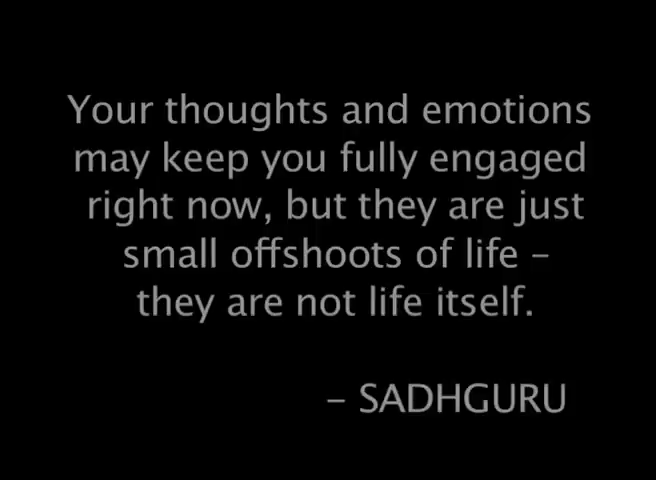 Your thoughts and emotions
may keep you fully engaged
right now, but they are just
small offshoots of life –
they are not life itself.
– SADHGURU